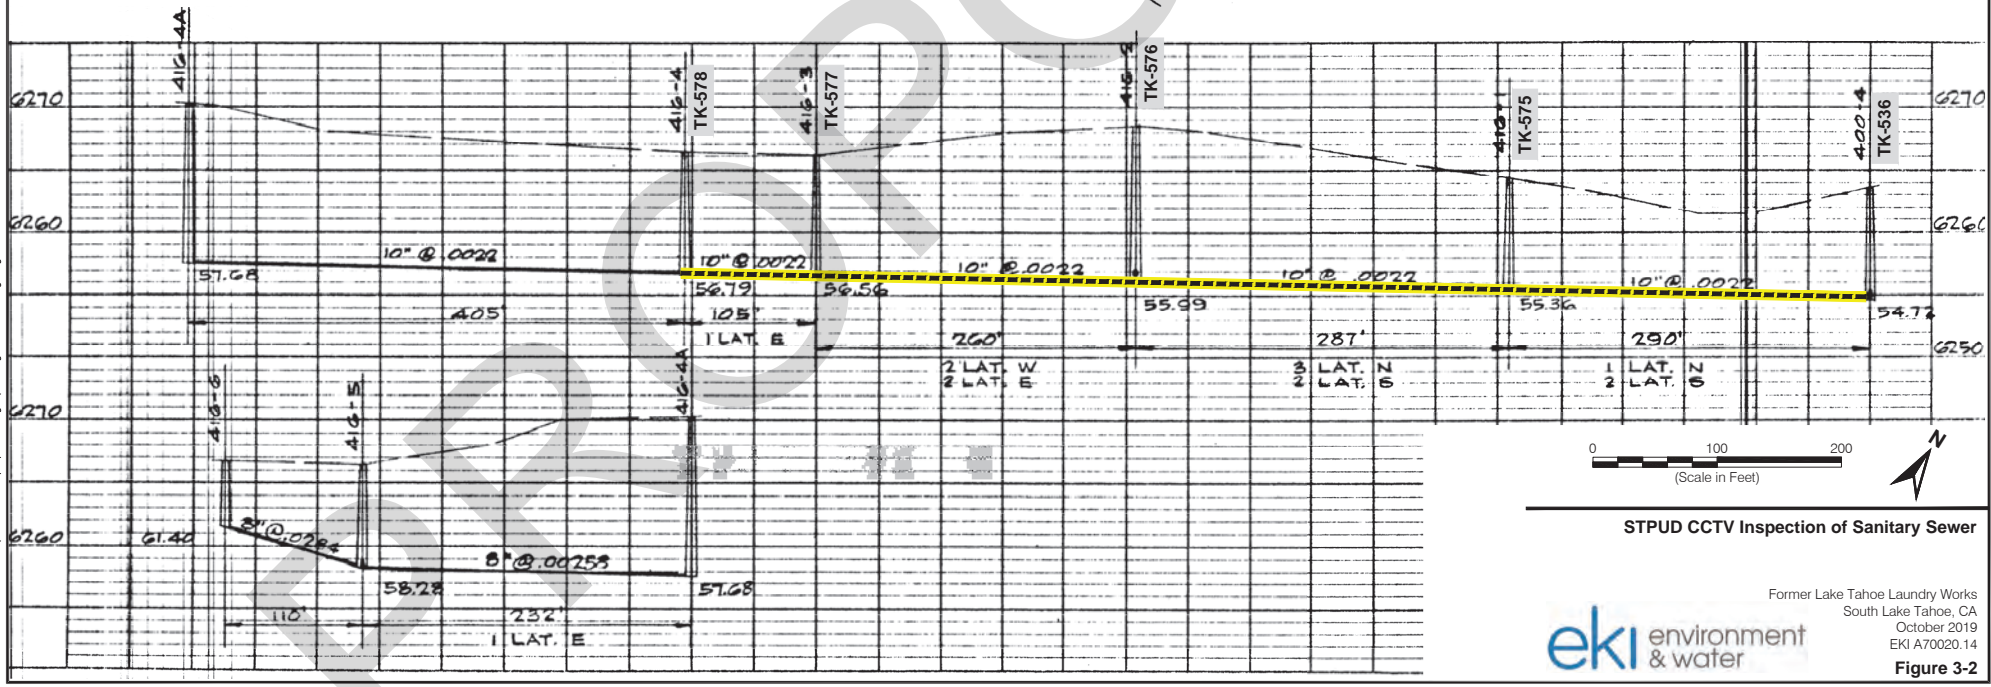 416-4A
416-4
TK-578
416-3
TK-577
416-2
TK-576
416-1
TK-575
400-4
TK-536
6270
6270
6260
6260
6250
10" @ .0022
10" @ .0022
10" @ .0022
10" @ .0022
10" @ .0022
57.68
56.79
56.56
55.99
55.36
54.72
405'
105'
1 LAT. E
260'
2 LAT. W
2 LAT. E
287'
3 LAT. N
2 LAT. S
290'
1 LAT. N
2 LAT. S
416-6
416-5
416-4A
6270
6260
61.40
8" @ .0284
8" @ .00258
58.28
57.68
110'
232'
1 LAT. E
0 100 200
(Scale in Feet)
N
STPUD CCTV Inspection of Sanitary Sewer
Former Lake Tahoe Laundry Works
South Lake Tahoe, CA
October 2019
EKI A70020.14
Figure 3-2
eki environment
& water
PROPO